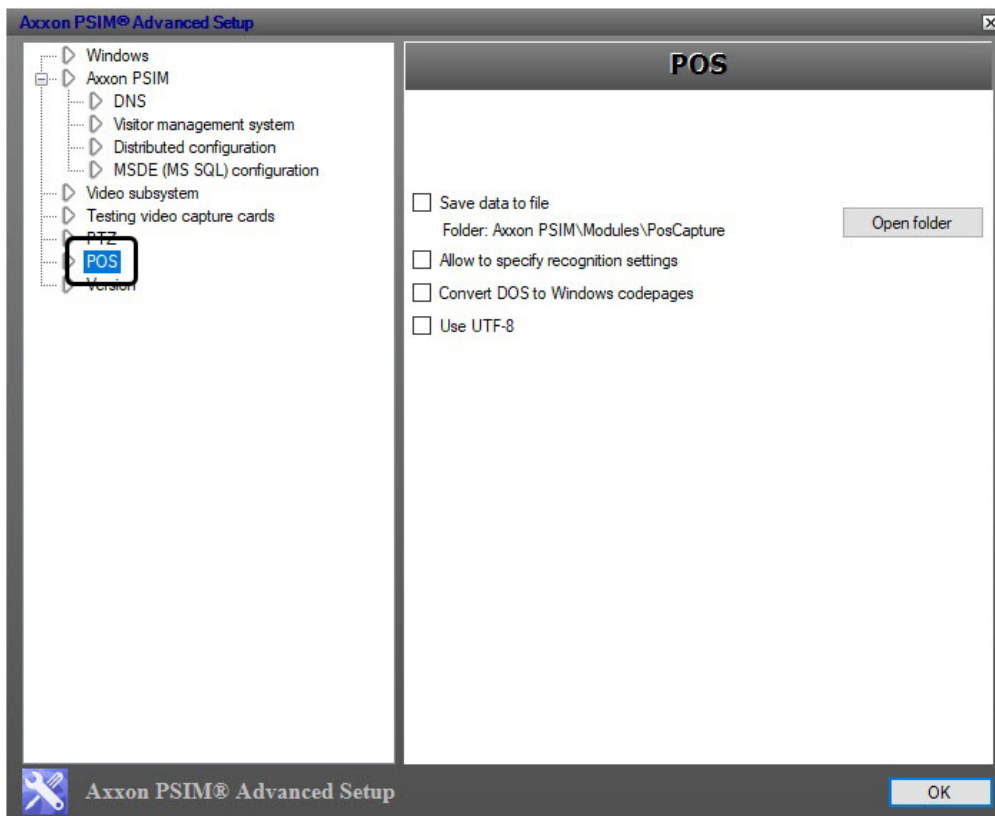 Axxon PSIM® Advanced Setup
Windows
Axxon PSIM
DNS
Visitor management system
Distributed configuration
MSDE (MS SQL) configuration
Video subsystem
Testing video capture cards
PTZ
POS
Version
POS
Save data to file
Folder: Axxon PSIM\Modules\PosCapture
Open folder
Allow to specify recognition settings
Convert DOS to Windows codepages
Use UTF-8
Axxon PSIM® Advanced Setup
OK